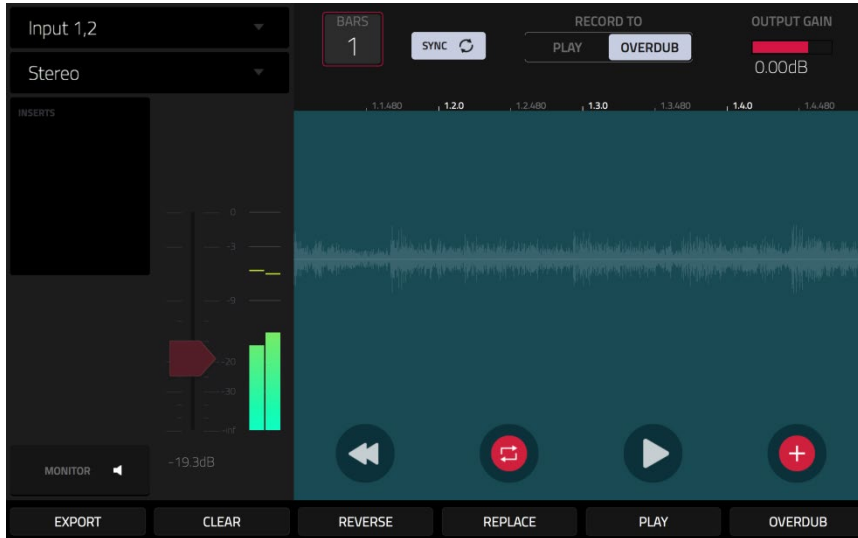 Input 1,2
Stereo
INSERTS
0
-3
-9
-20
-30
-19.3dB
MONITOR
BARS
1
SYNC
RECORD TO
PLAY OVERDUB
OUTPUT GAIN
0.00dB
1.1.480 1.2.0 1.2.480 1.3.0 1.3.480 1.4.0 1.4.480
EXPORT CLEAR REVERSE REPLACE PLAY OVERDUB